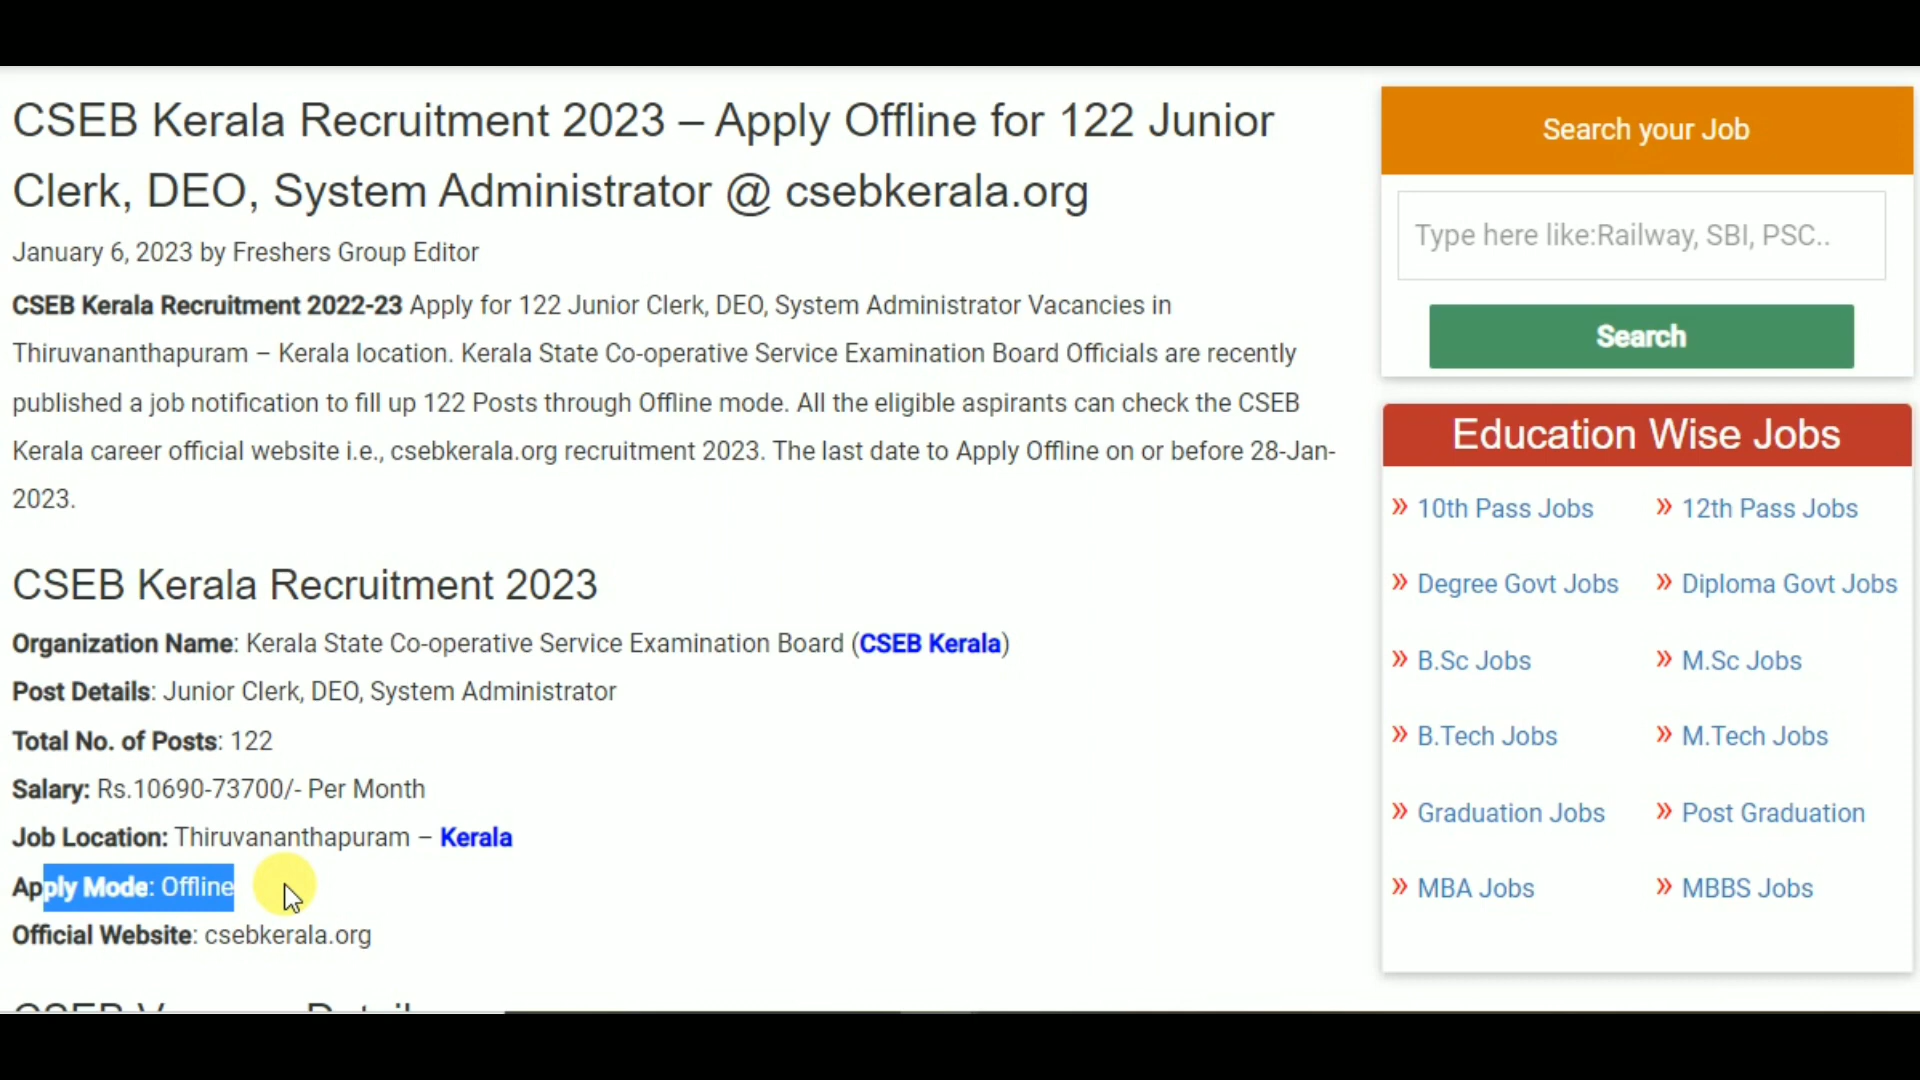 CSEB Kerala Recruitment 2023 – Apply Offline for 122 Junior
Clerk, DEO, System Administrator @ csebkerala.org
January 6, 2023 by Freshers Group Editor
CSEB Kerala Recruitment 2022-23 Apply for 122 Junior Clerk, DEO, System Administrator Vacancies in
Thiruvananthapuram – Kerala location. Kerala State Co-operative Service Examination Board Officials are recently
published a job notification to fill up 122 Posts through Offline mode. All the eligible aspirants can check the CSEB
Kerala career official website i.e., csebkerala.org recruitment 2023. The last date to Apply Offline on or before 28-Jan-
2023.
CSEB Kerala Recruitment 2023
Organization Name: Kerala State Co-operative Service Examination Board (CSEB Kerala)
Post Details: Junior Clerk, DEO, System Administrator
Total No. of Posts: 122
Salary: Rs.10690-73700/- Per Month
Job Location: Thiruvananthapuram – Kerala
Apply Mode: Offline
Official Website: csebkerala.org
Search your Job
Type here like:Railway, SBI, PSC..
Search
Education Wise Jobs
» 10th Pass Jobs » 12th Pass Jobs
» Degree Govt Jobs » Diploma Govt Jobs
» B.Sc Jobs » M.Sc Jobs
» B.Tech Jobs » M.Tech Jobs
» Graduation Jobs » Post Graduation
» MBA Jobs » MBBS Jobs